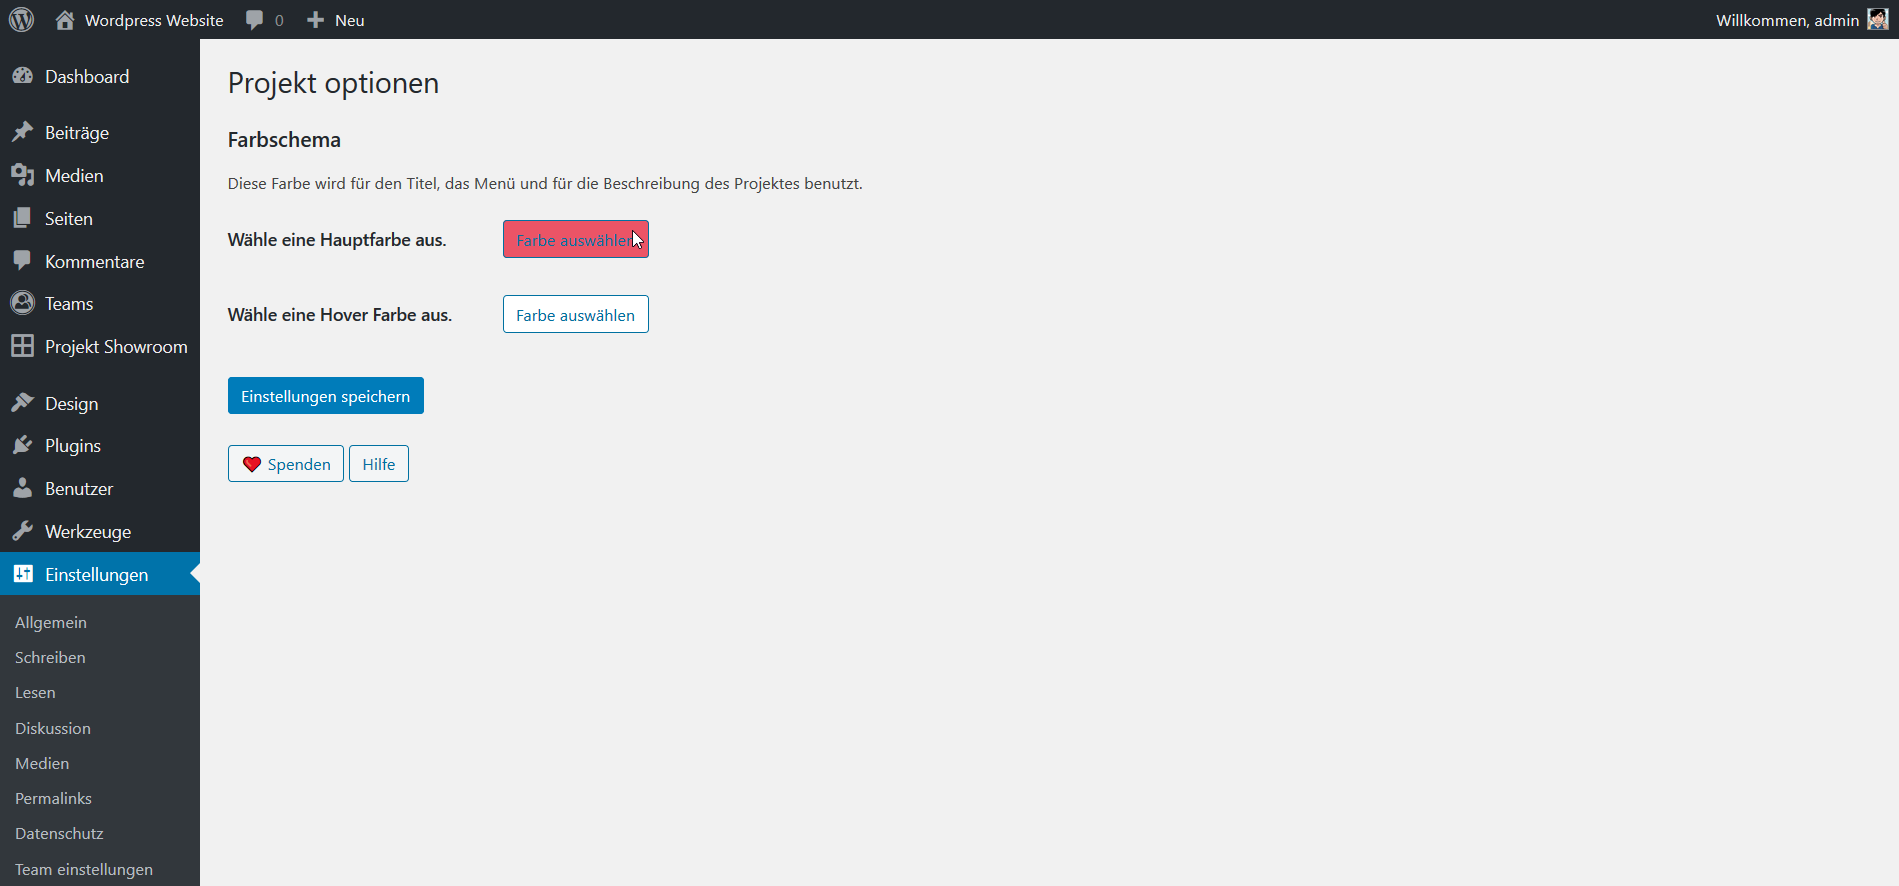 Wordpress Website 0 Neu Willkommen, admin
Dashboard
Beiträge
Medien
Seiten
Kommentare
Teams
Projekt Showroom
Design
Plugins
Benutzer
Werkzeuge
Einstellungen
Allgemein
Schreiben
Lesen
Diskussion
Medien
Permalinks
Datenschutz
Team einstellungen
Projekt optionen
Farbschema
Diese Farbe wird für den Titel, das Menü und für die Beschreibung des Projektes benutzt.
Wähle eine Hauptfarbe aus. Farbe auswählen
Wähle eine Hover Farbe aus. Farbe auswählen
Einstellungen speichern
Spenden Hilfe